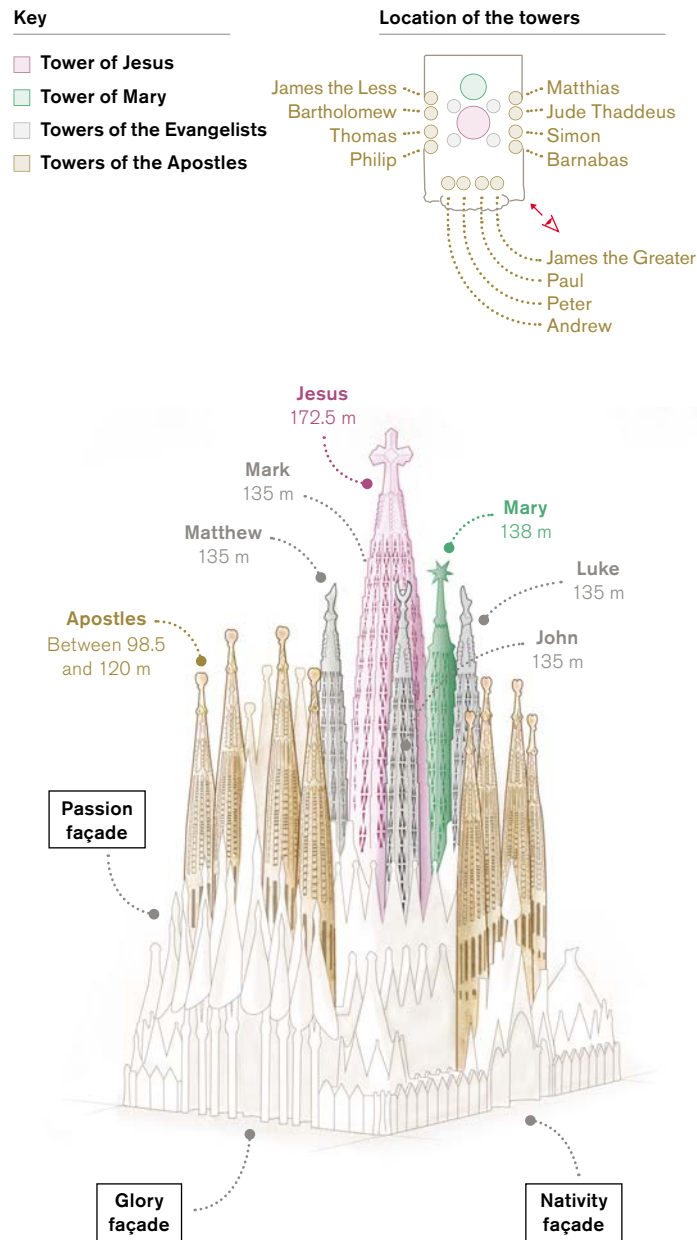 Key
Tower of Jesus
Tower of Mary
Towers of the Evangelists
Towers of the Apostles
Location of the towers
James the Less
Bartholomew
Thomas
Philip
Matthias
Jude Thaddeus
Simon
Barnabas
James the Greater
Paul
Peter
Andrew
Jesus
172.5 m
Mark
135 m
Matthew
135 m
Mary
138 m
Luke
135 m
John
135 m
Apostles
Between 98.5
and 120 m
Passion
façade
Glory
façade
Nativity
façade